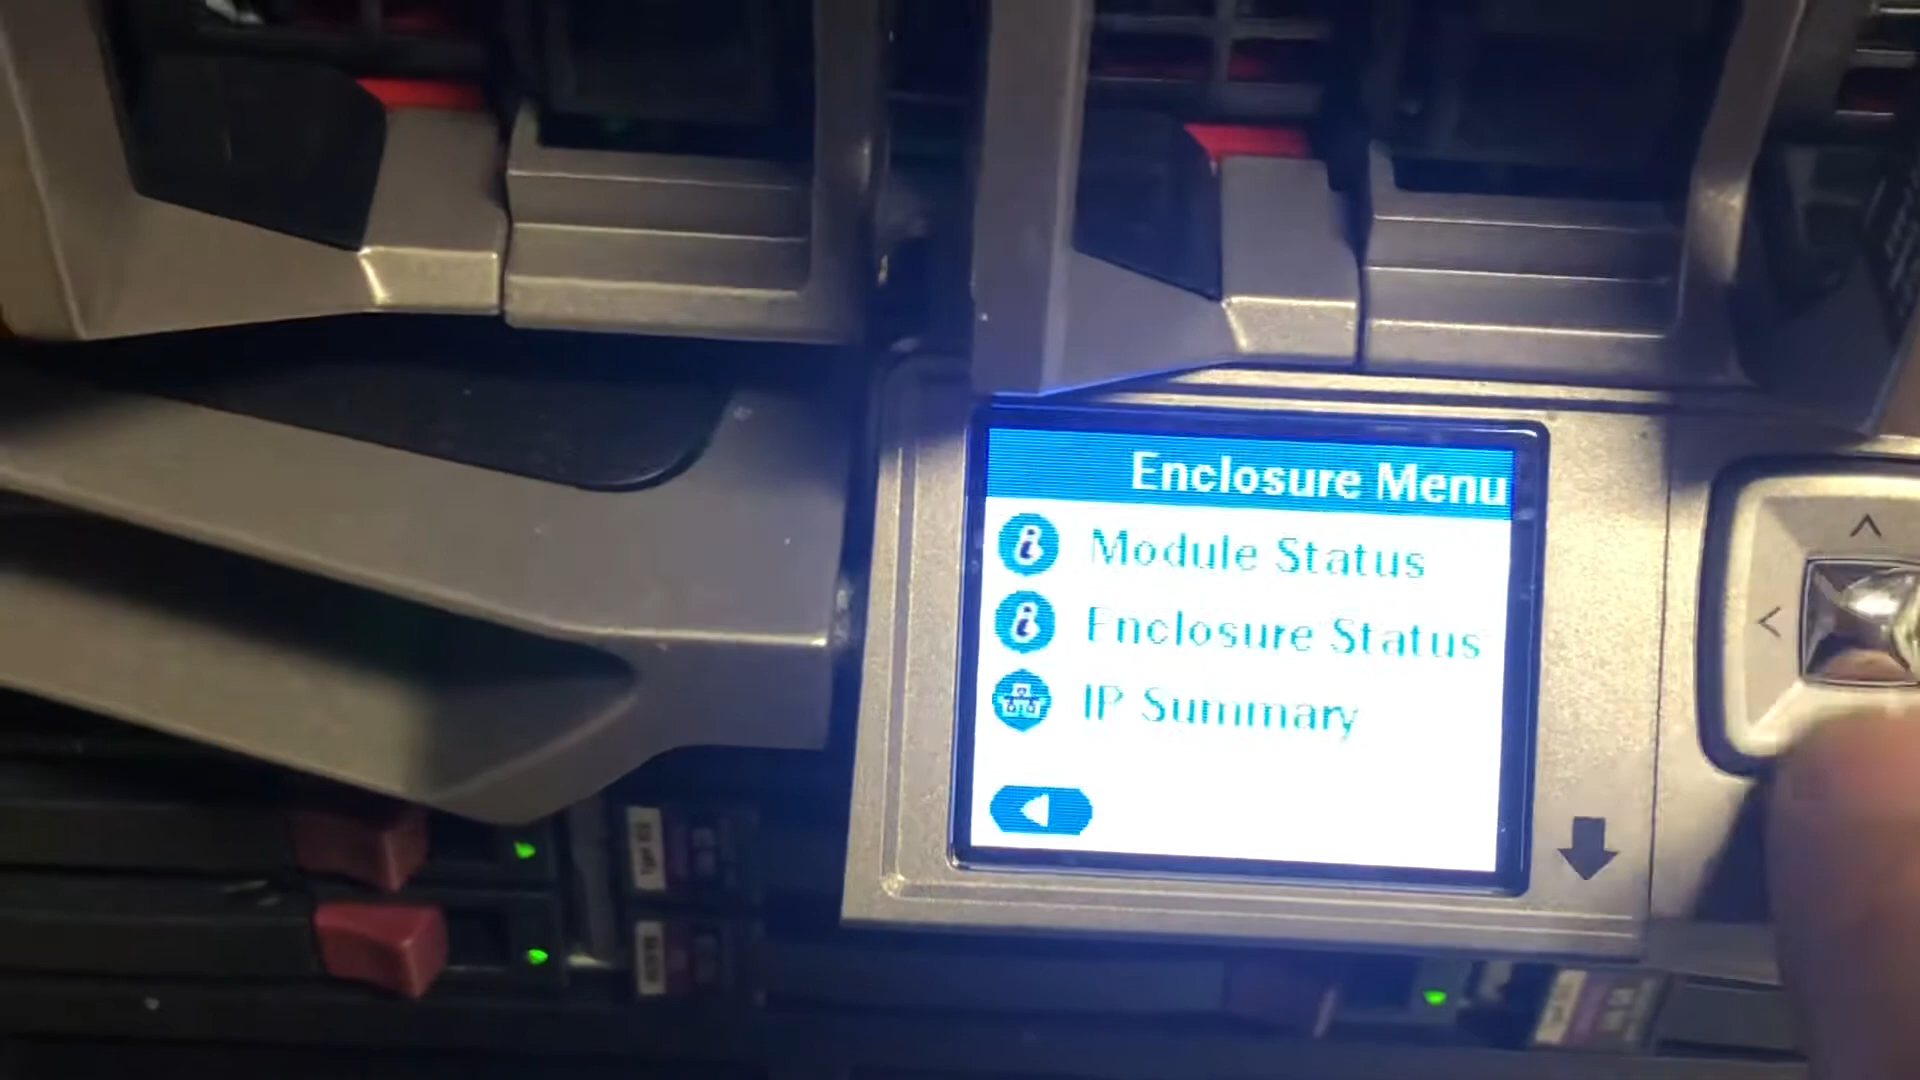 Enclosure Menu
Module Status
Enclosure Status
IP Summary